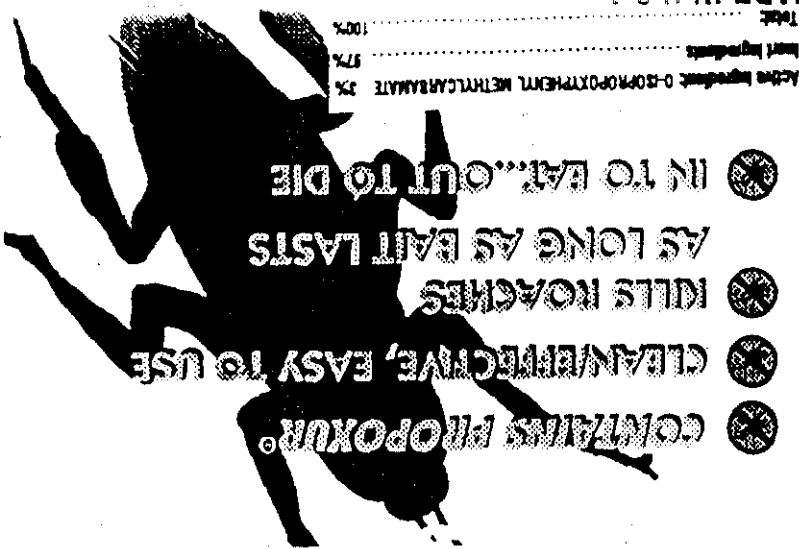 CONTAINS PROPOXUR®
CLEAN/EFFECTIVE, EASY TO USE
KILLS ROACHES
AS LONG AS BAIT LASTS
IN TO EAT...OUT TO DIE
Active Ingredient: O-ISOPROPOXYPHENYL METHYLCARBAMATE 3%
Inert Ingredients 97%
Total: 100%